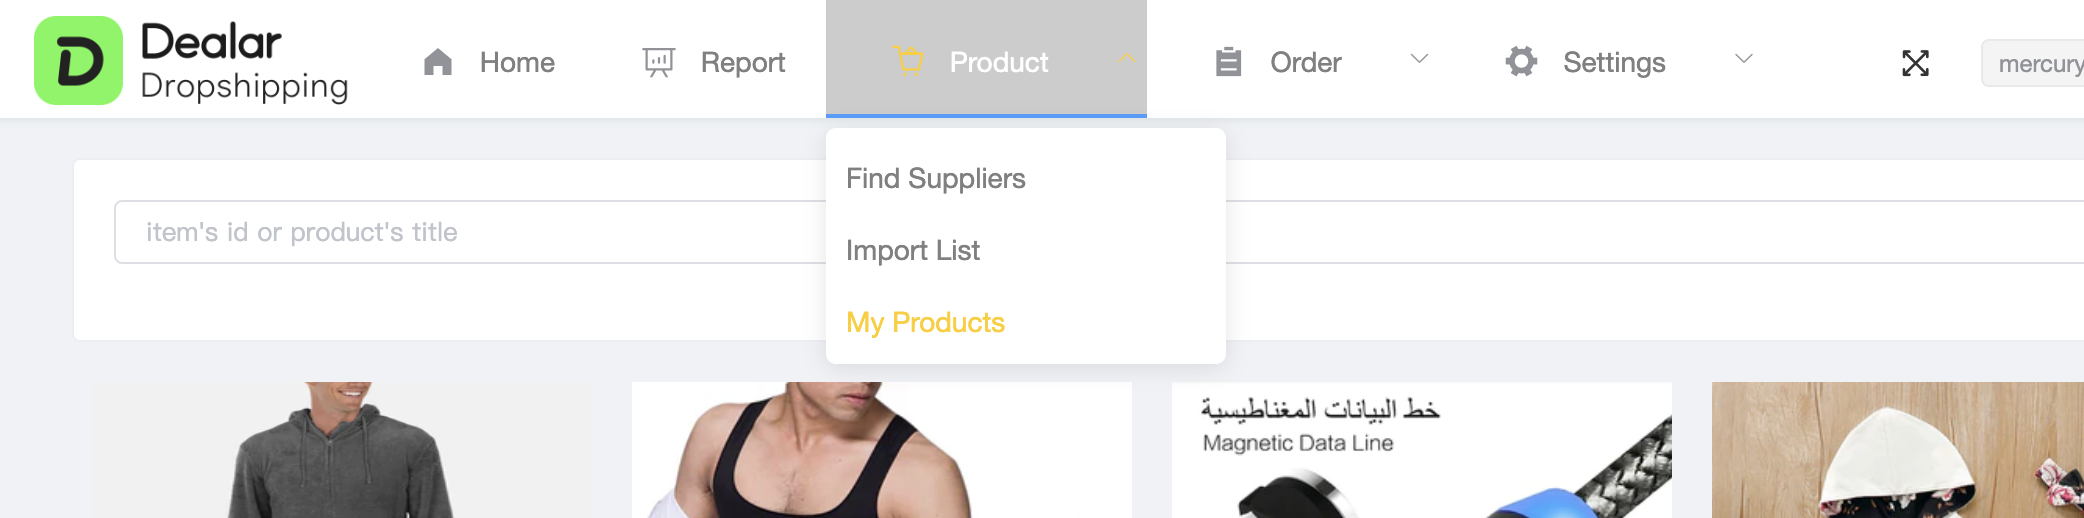 Dealar
Dropshipping
Home
Report
Product
Order
Settings
mercury
Find Suppliers
Import List
My Products
item's id or product's title
خط البيانات المغناطيسية
Magnetic Data Line